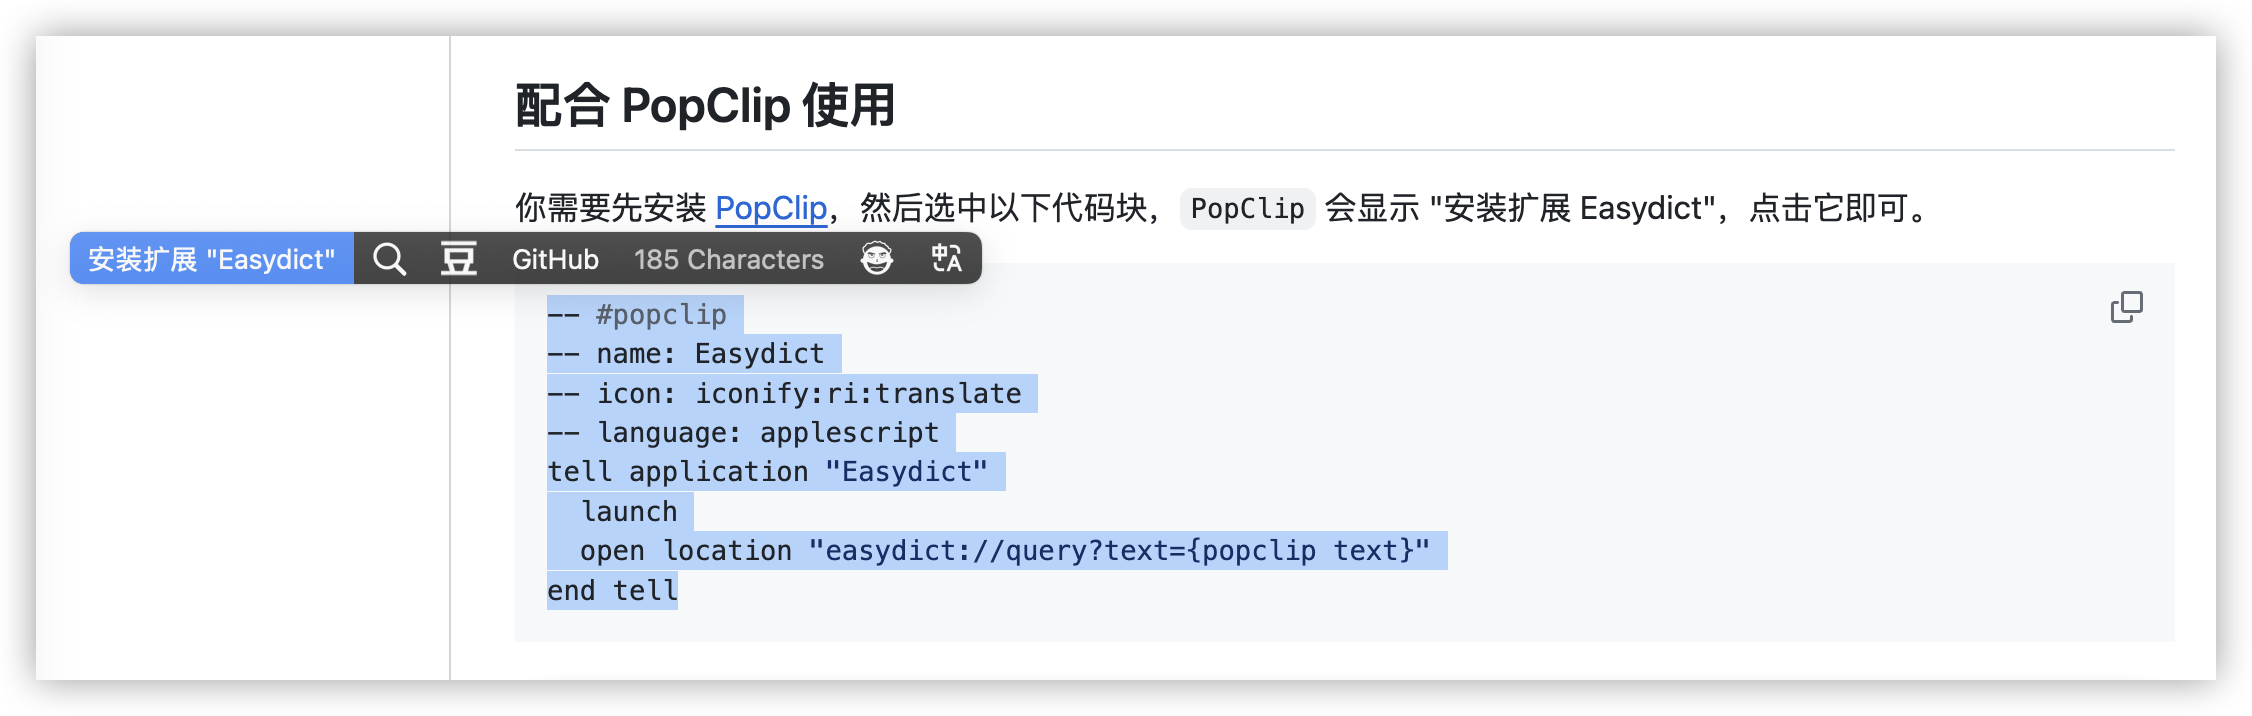 配合 PopClip 使用
你需要先安装 PopClip，然后选中以下代码块， PopClip 会显示 "安装扩展 Easydict"，点击它即可。
安装扩展 "Easydict" 豆 GitHub 185 Characters 中A
-- #popclip
-- name: Easydict
-- icon: iconify:ri:translate
-- language: applescript
tell application "Easydict"
  launch
  open location "easydict://query?text={popclip text}"
end tell